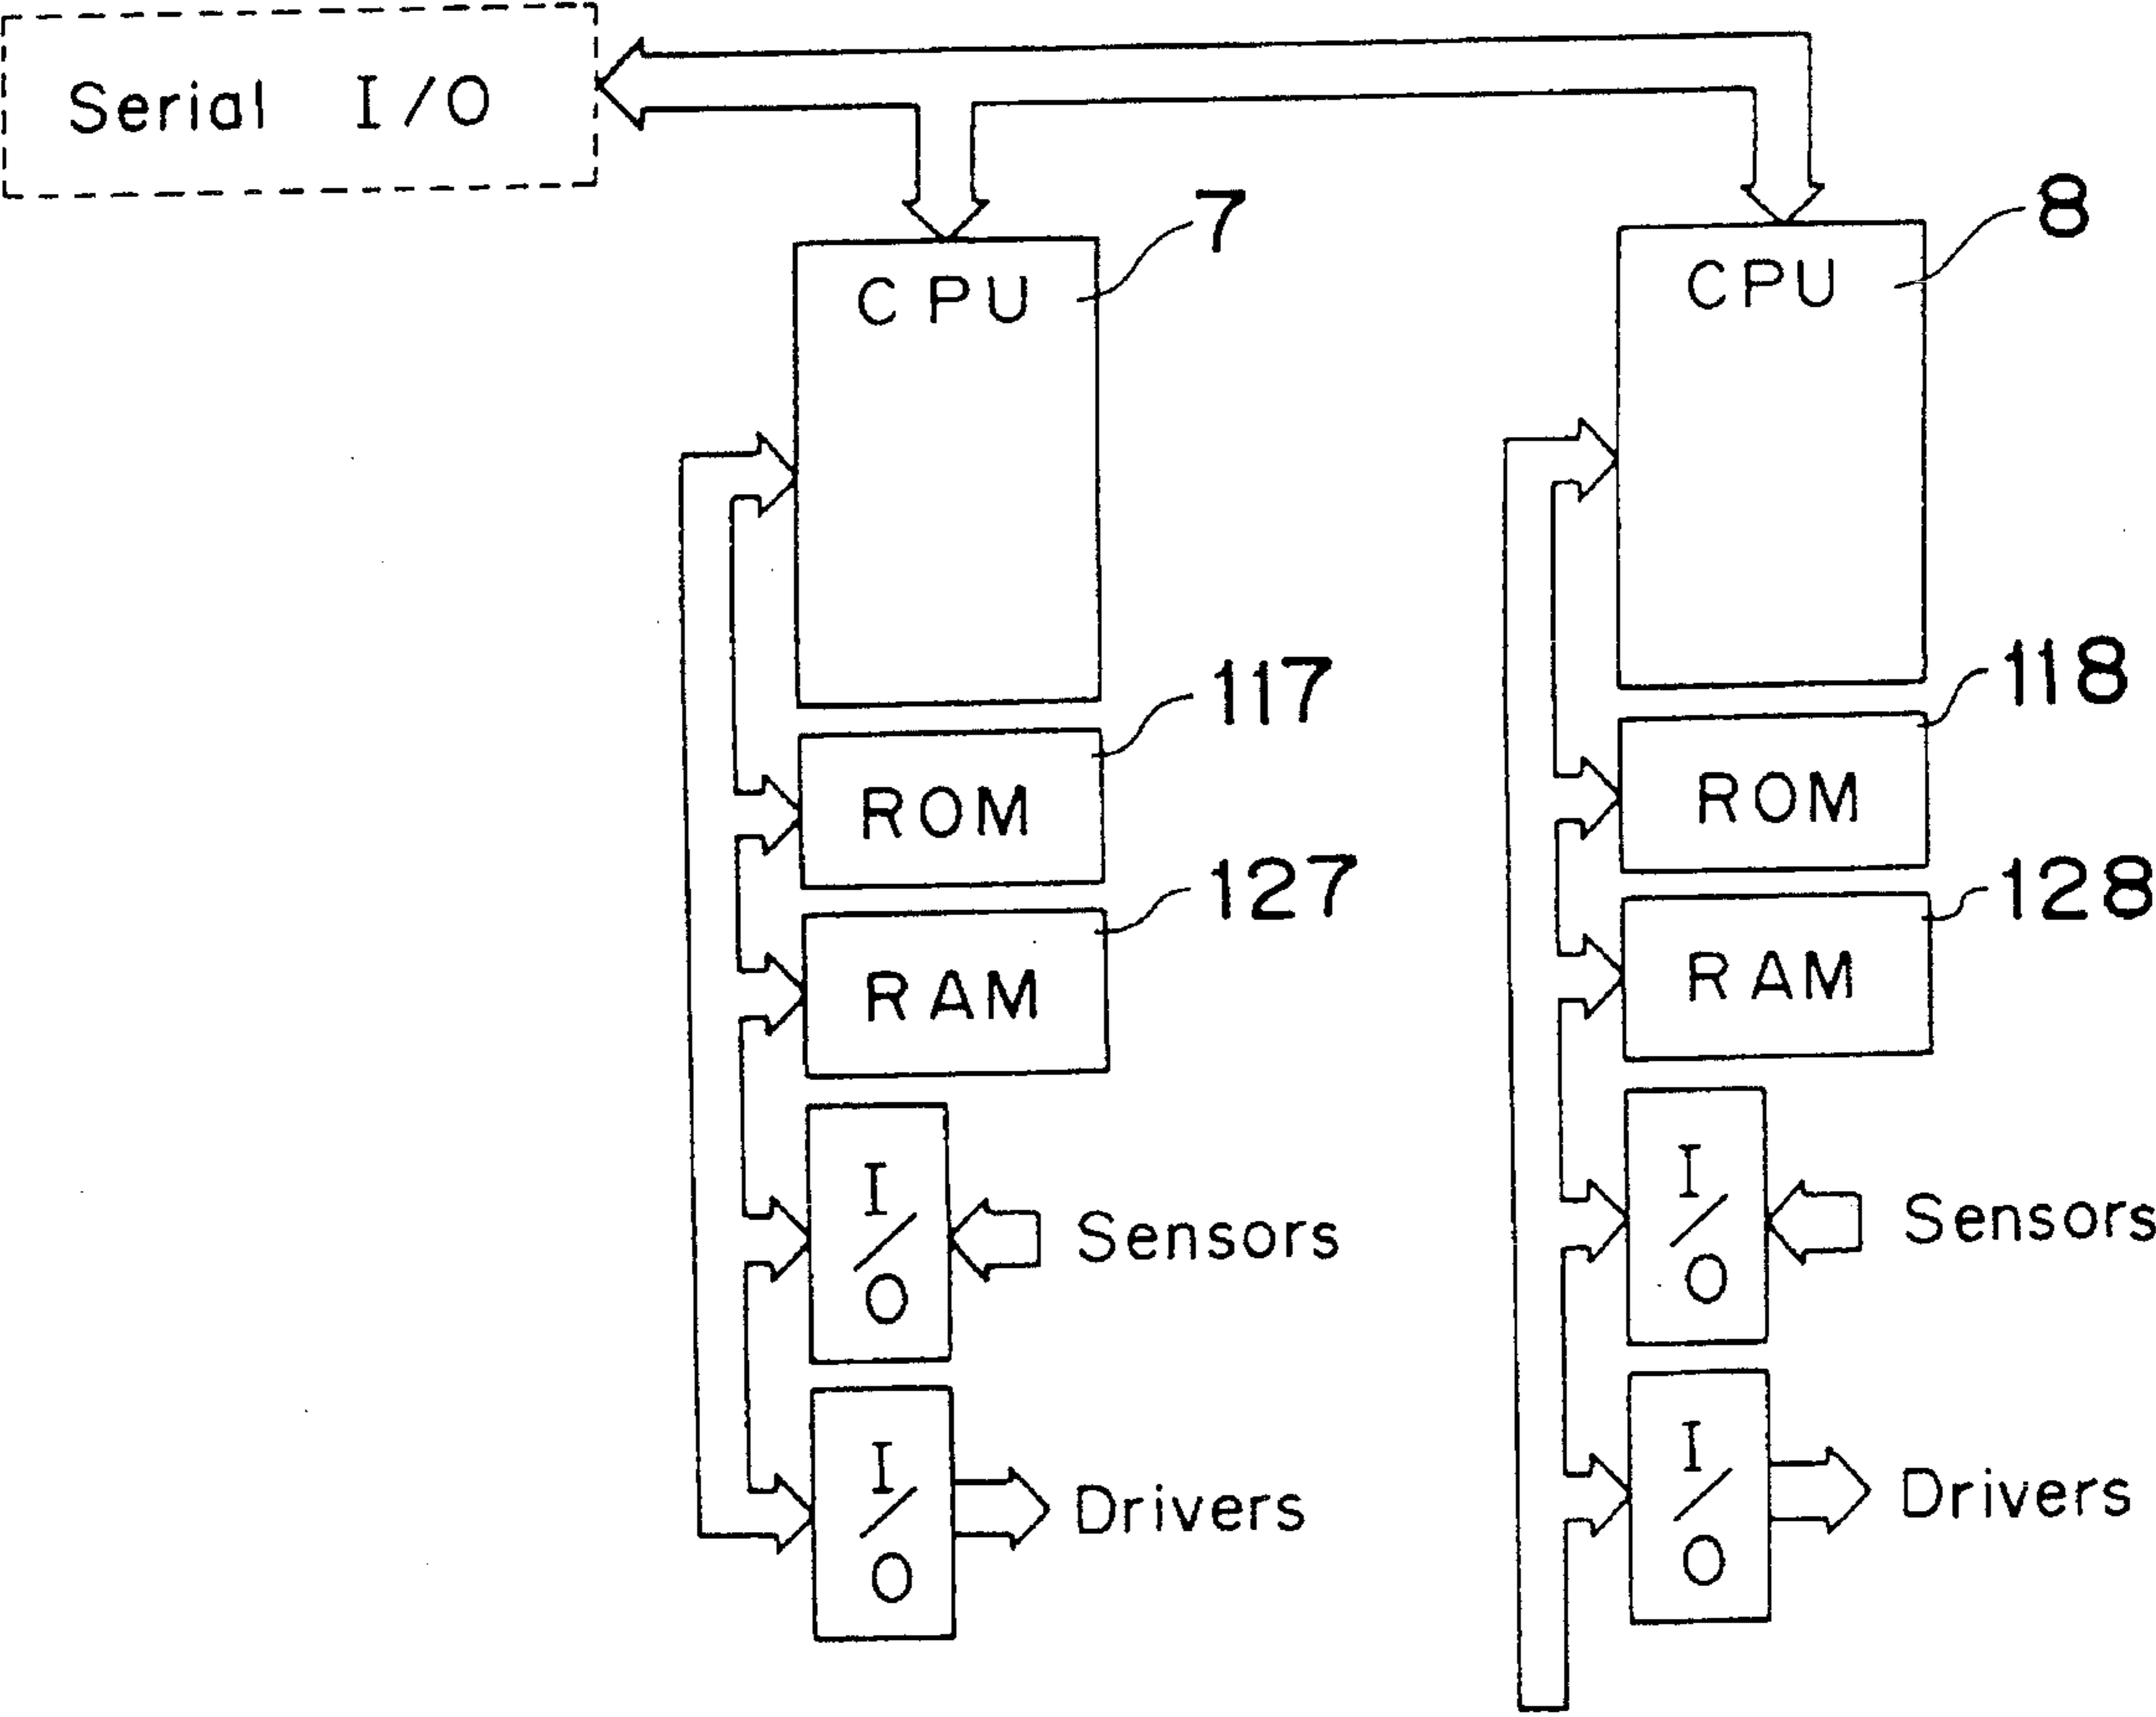 Serial I/O
7
CPU
8
CPU
117
ROM
118
ROM
127
RAM
128
RAM
I/O
Sensors
I/O
Sensors
I/O
Drivers
I/O
Drivers